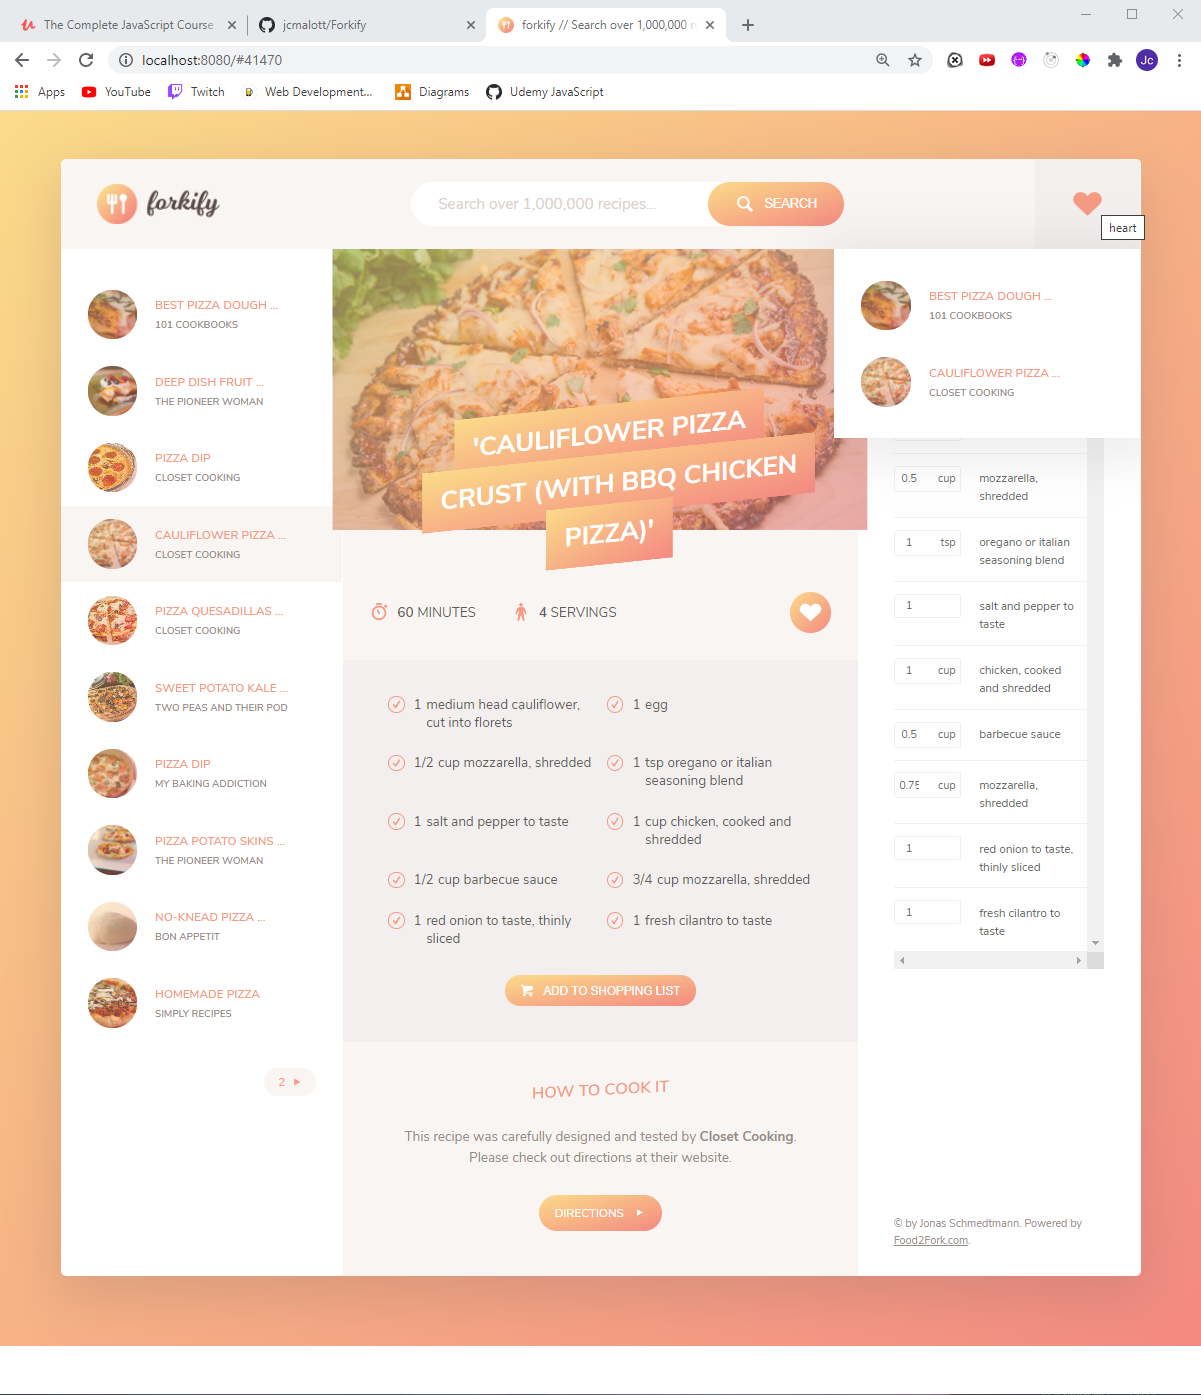 The Complete JavaScript Course
jcmalott/Forkify
forkify // Search over 1,000,000 r
localhost:8080/#41470
Jc
Apps
YouTube
Twitch
Web Development...
Diagrams
Udemy JavaScript
forkify
Search over 1,000,000 recipes...
SEARCH
heart
BEST PIZZA DOUGH ...
101 COOKBOOKS
DEEP DISH FRUIT ...
THE PIONEER WOMAN
PIZZA DIP
CLOSET COOKING
CAULIFLOWER PIZZA ...
CLOSET COOKING
PIZZA QUESADILLAS ...
CLOSET COOKING
SWEET POTATO KALE ...
TWO PEAS AND THEIR POD
PIZZA DIP
MY BAKING ADDICTION
PIZZA POTATO SKINS ...
THE PIONEER WOMAN
NO-KNEAD PIZZA ...
BON APPETIT
HOMEMADE PIZZA
SIMPLY RECIPES
2
'CAULIFLOWER PIZZA
CRUST (WITH BBQ CHICKEN
PIZZA)'
60 MINUTES
4 SERVINGS
1 medium head cauliflower,
cut into florets
1 egg
1/2 cup mozzarella, shredded
1 tsp oregano or italian
seasoning blend
1 salt and pepper to taste
1 cup chicken, cooked and
shredded
1/2 cup barbecue sauce
3/4 cup mozzarella, shredded
1 red onion to taste, thinly
sliced
1 fresh cilantro to taste
ADD TO SHOPPING LIST
HOW TO COOK IT
This recipe was carefully designed and tested by Closet Cooking.
Please check out directions at their website.
DIRECTIONS
BEST PIZZA DOUGH ...
101 COOKBOOKS
CAULIFLOWER PIZZA ...
CLOSET COOKING
0.5 cup mozzarella,
shredded
1 tsp oregano or italian
seasoning blend
1 salt and pepper to
taste
1 cup chicken, cooked
and shredded
0.5 cup barbecue sauce
0.75 cup mozzarella,
shredded
1 red onion to taste,
thinly sliced
1 fresh cilantro to
taste
© by Jonas Schmedtmann. Powered by
Food2Fork.com.